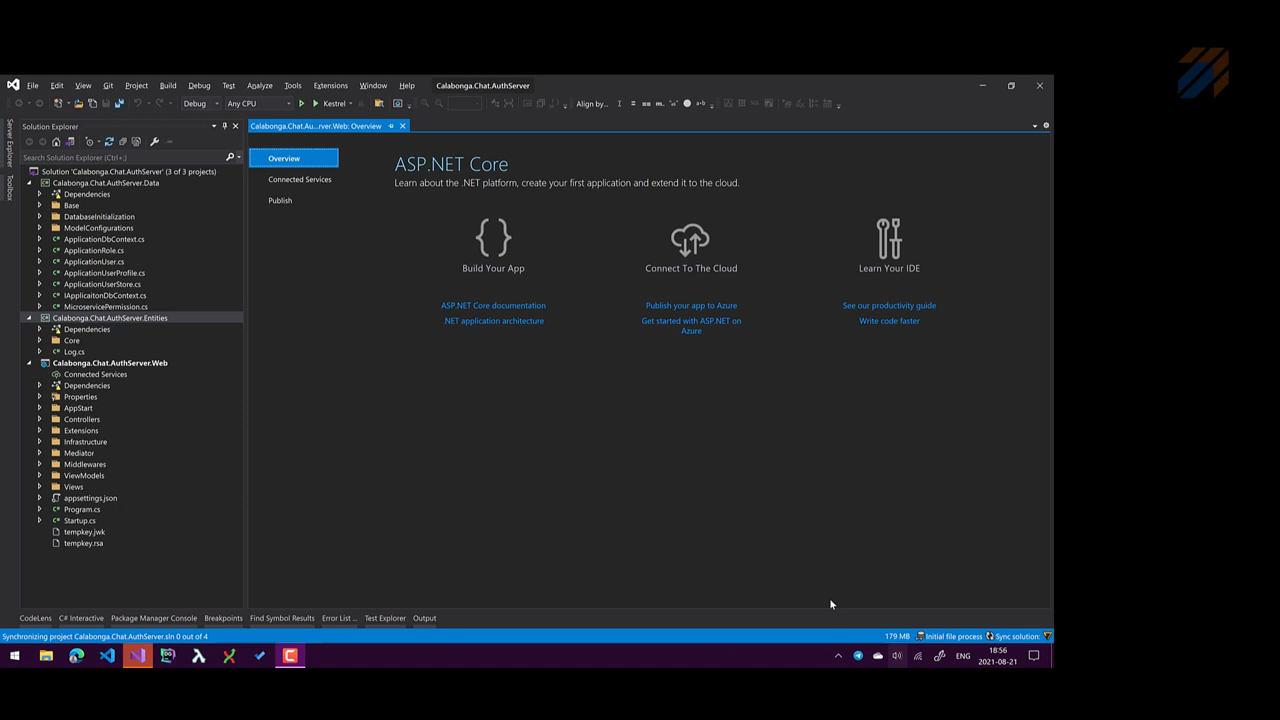 File Edit View Git Project Build Debug Test Analyze Tools Extensions Window Help Calabonga.Chat.AuthServer
Debug Any CPU Kestrel Align by...
Server Explorer
Toolbox
Solution Explorer
Search Solution Explorer (Ctrl+;)
Solution 'Calabonga.Chat.AuthServer' (3 of 3 projects)
Calabonga.Chat.AuthServer.Data
Dependencies
Base
DatabaseInitialization
ModelConfigurations
ApplicationDbContext.cs
ApplicationRole.cs
ApplicationUser.cs
ApplicationUserProfile.cs
ApplicationUserStore.cs
IApplicaitonDbContext.cs
MicroservicePermission.cs
Calabonga.Chat.AuthServer.Entities
Dependencies
Core
Log.cs
Calabonga.Chat.AuthServer.Web
Connected Services
Dependencies
Properties
AppStart
Controllers
Extensions
Infrastructure
Mediator
Middlewares
ViewModels
Views
appsettings.json
Program.cs
Startup.cs
tempkey.jwk
tempkey.rsa
Calabonga.Chat.Au...rver.Web: Overview
Overview
Connected Services
Publish
ASP.NET Core
Learn about the .NET platform, create your first application and extend it to the cloud.
Build Your App
ASP.NET Core documentation
.NET application architecture
Connect To The Cloud
Publish your app to Azure
Get started with ASP.NET on
Azure
Learn Your IDE
See our productivity guide
Write code faster
CodeLens C# Interactive Package Manager Console Breakpoints Find Symbol Results Error List ... Test Explorer Output
Synchronizing project Calabonga.Chat.AuthServer.sln 0 out of 4 179 MB Initial file process Sync solution:
ENG 18:56
2021-08-21